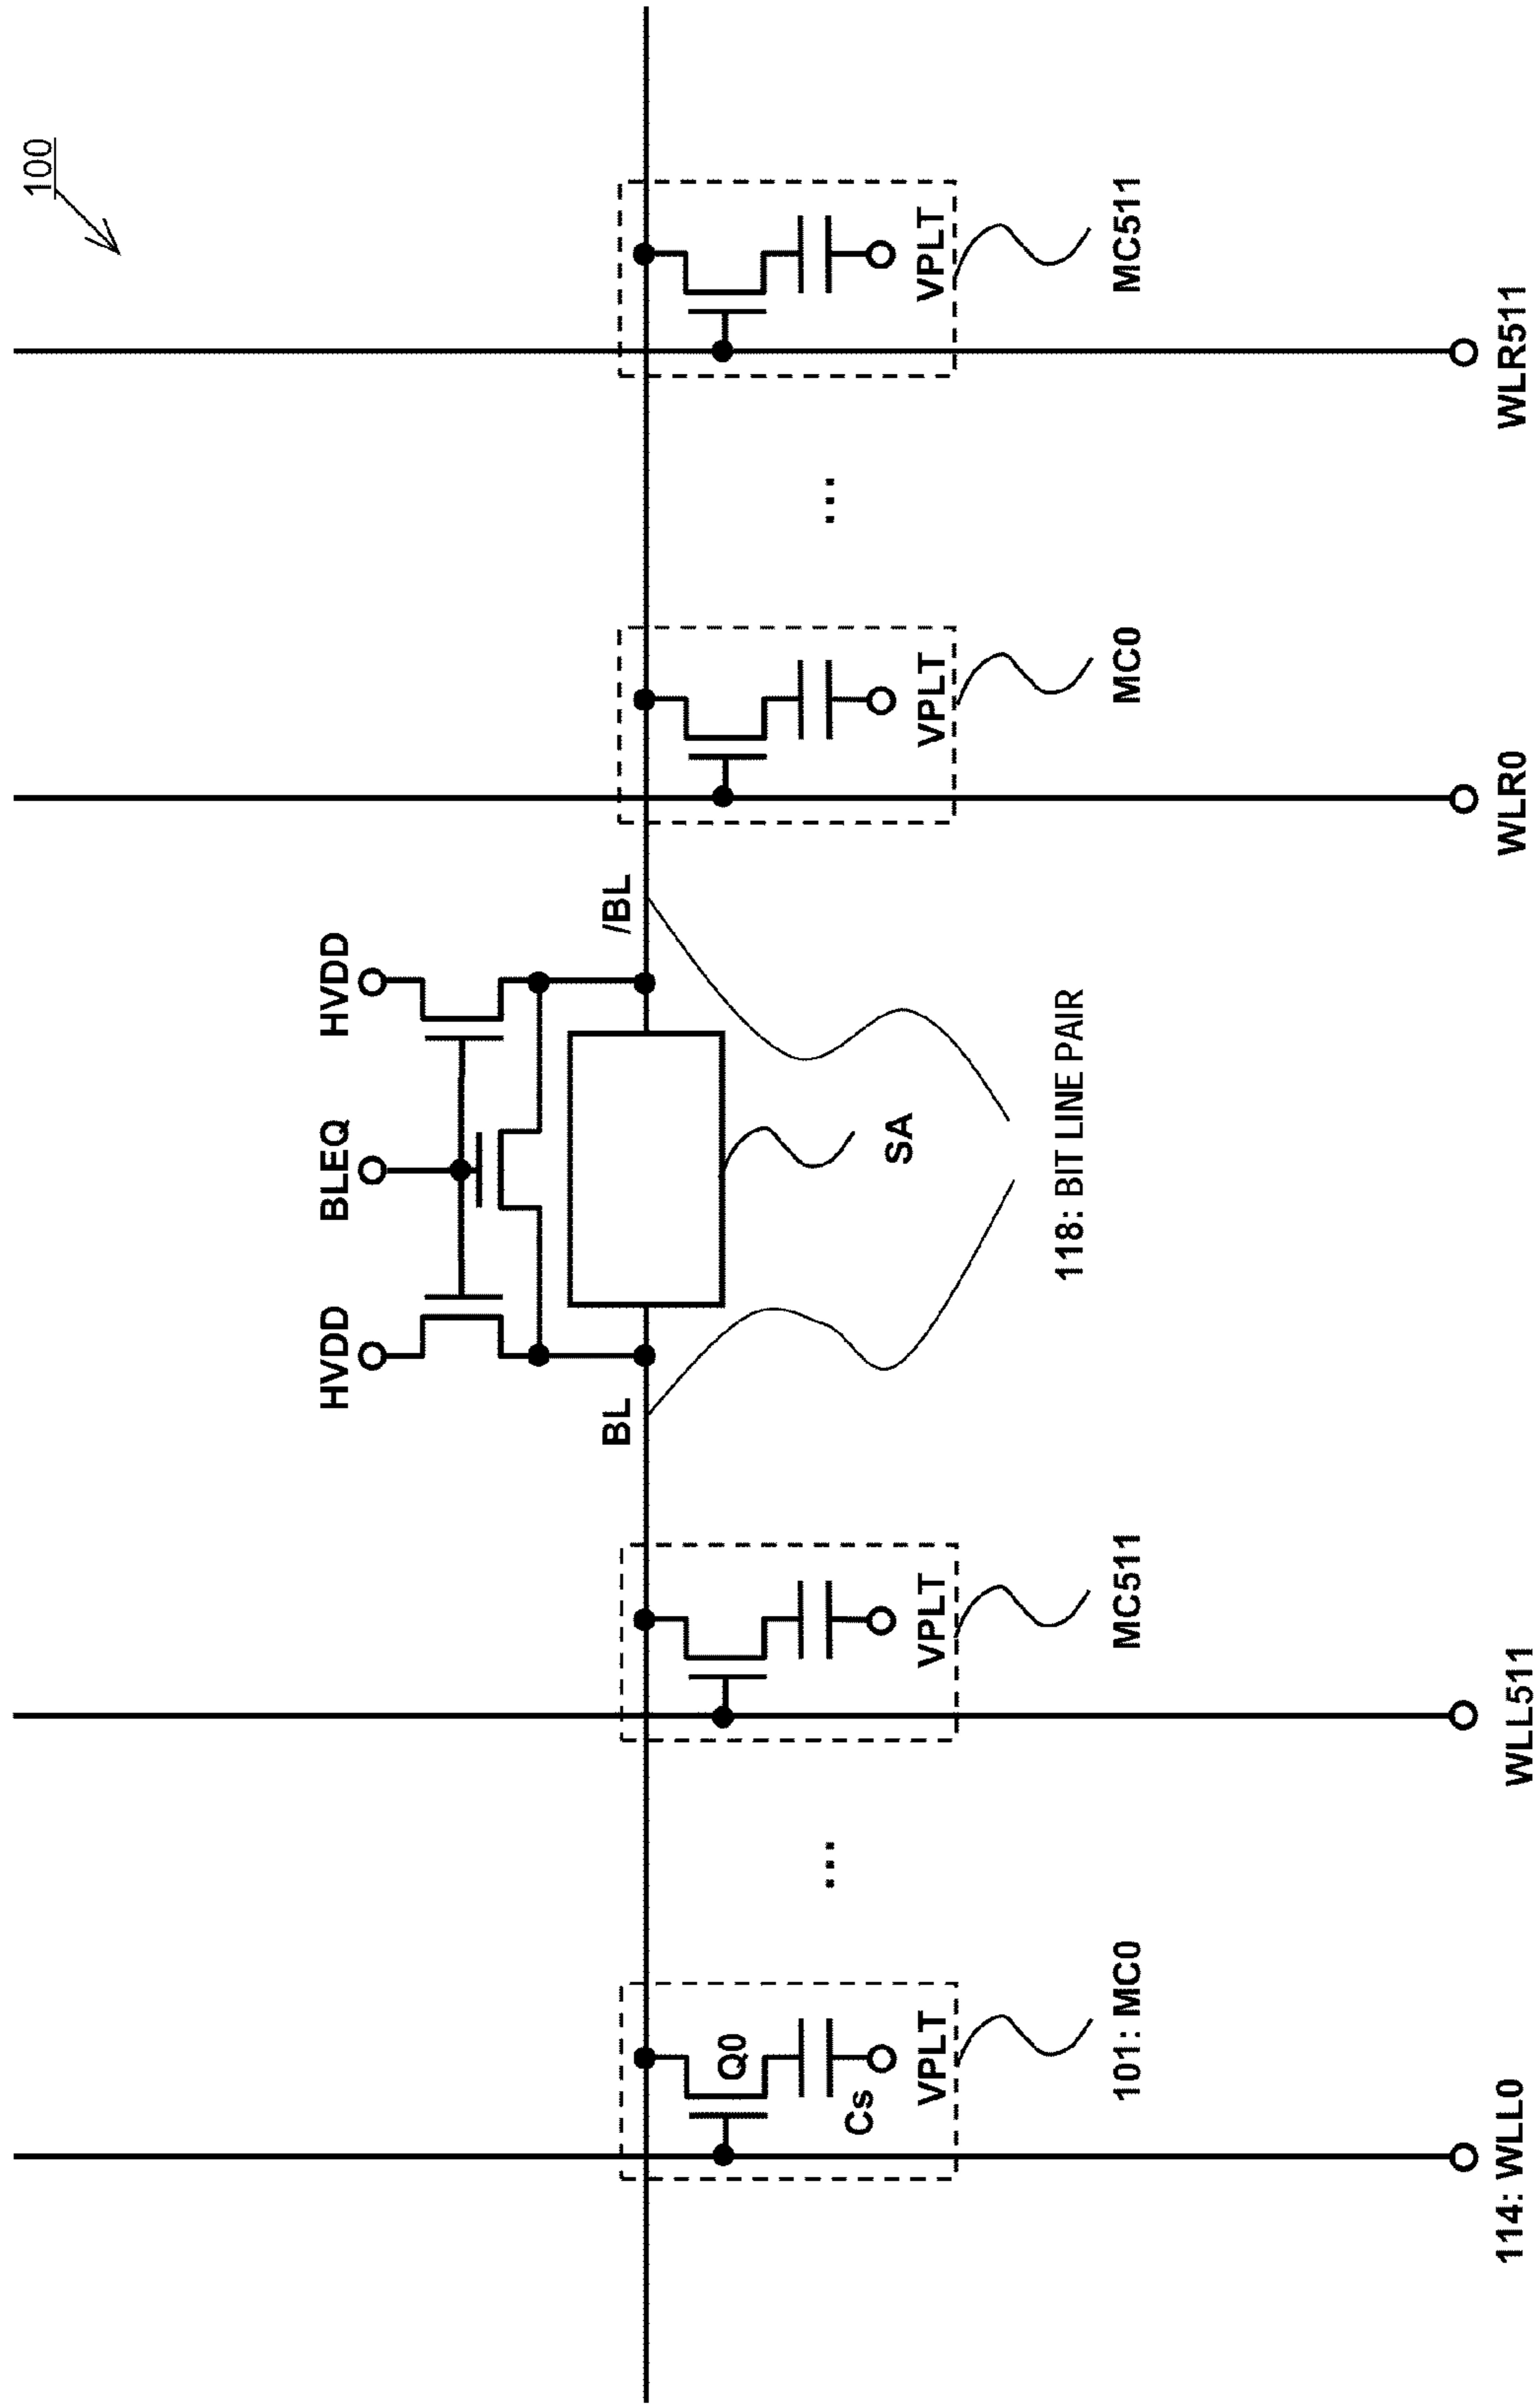 100
HVDD
BLEQ
HVDD
BL
/BL
Q0
Cs
VPLT
VPLT
VPLT
VPLT
SA
101: MC0
MC511
118: BIT LINE PAIR
MC0
MC511
...
...
114: WLL0
WLL511
WLR0
WLR511